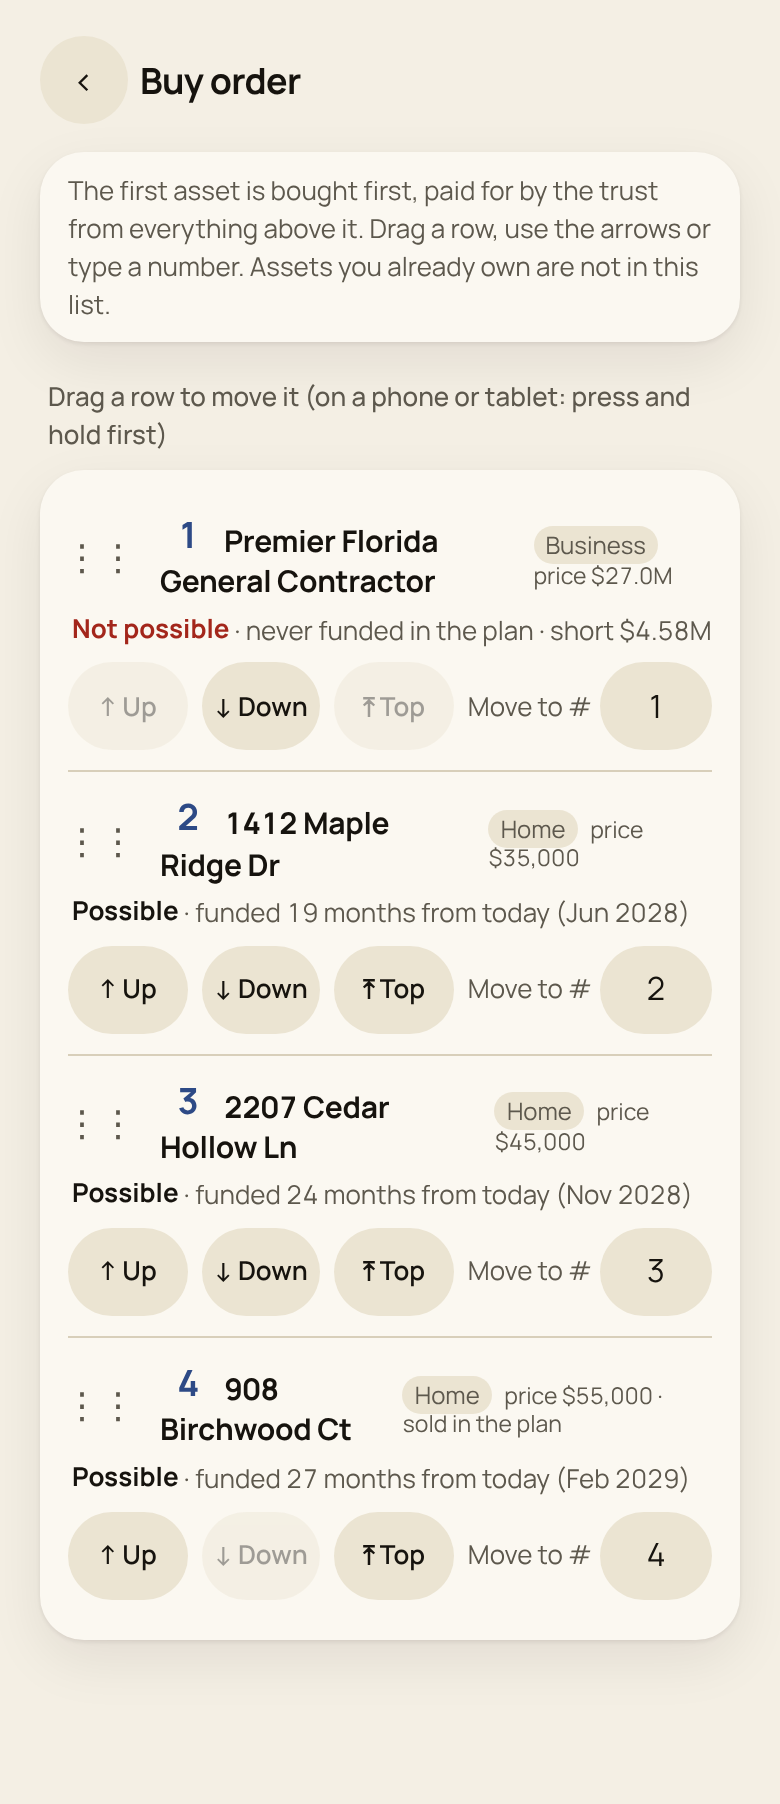 ‹ Buy order
The first asset is bought first, paid for by the trust
from everything above it. Drag a row, use the arrows or
type a number. Assets you already own are not in this
list.
Drag a row to move it (on a phone or tablet: press and
hold first)
⋮⋮ 1 Premier Florida Business
General Contractor price $27.0M
Not possible · never funded in the plan · short $4.58M
↑ Up ↓ Down ⤒ Top Move to # 1
⋮⋮ 2 1412 Maple Home price
Ridge Dr $35,000
Possible · funded 19 months from today (Jun 2028)
↑ Up ↓ Down ⤒ Top Move to # 2
⋮⋮ 3 2207 Cedar Home price
Hollow Ln $45,000
Possible · funded 24 months from today (Nov 2028)
↑ Up ↓ Down ⤒ Top Move to # 3
⋮⋮ 4 908 Home price $55,000 ·
Birchwood Ct sold in the plan
Possible · funded 27 months from today (Feb 2029)
↑ Up ↓ Down ⤒ Top Move to # 4